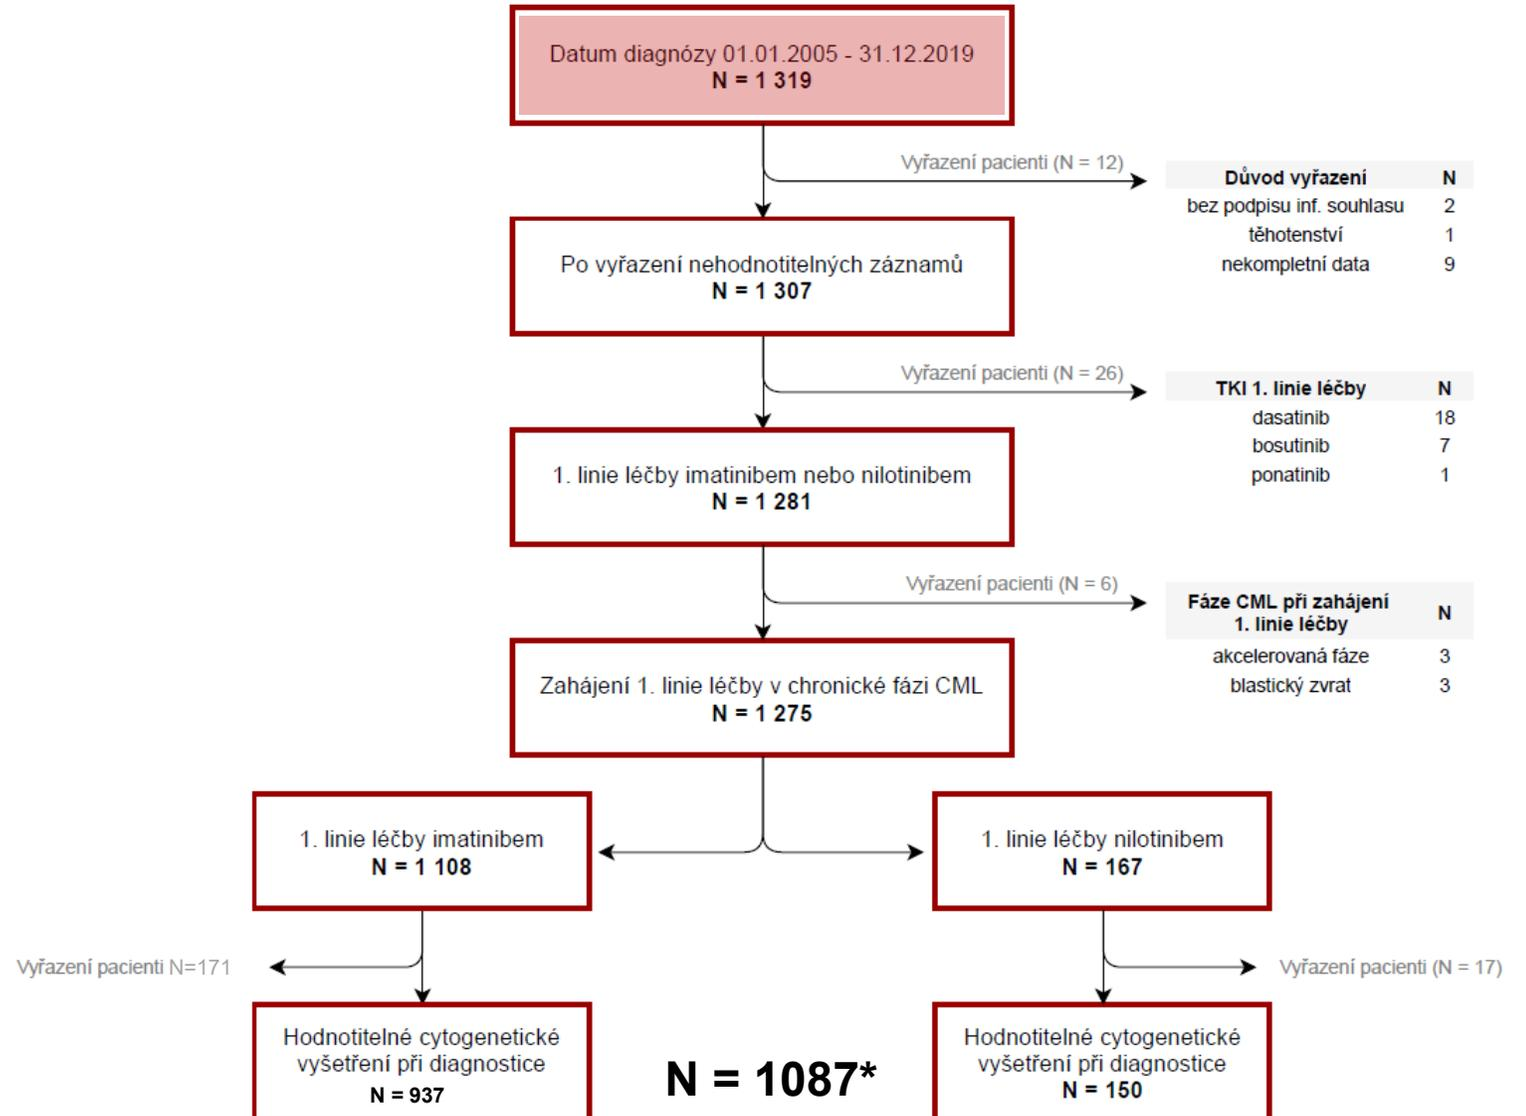 Datum diagnózy 01.01.2005 - 31.12.2019
N = 1 319
Vyřazení pacienti (N = 12)
Důvod vyřazení N
bez podpisu inf. souhlasu 2
těhotenství 1
nekompletní data 9
Po vyřazení nehodnotitelných záznamů
N = 1 307
Vyřazení pacienti (N = 26)
TKI 1. linie léčby N
dasatinib 18
bosutinib 7
ponatinib 1
1. linie léčby imatinibem nebo nilotinibem
N = 1 281
Vyřazení pacienti (N = 6)
Fáze CML při zahájení
1. linie léčby
N
akcelerovaná fáze 3
blastický zvrat 3
Zahájení 1. linie léčby v chronické fázi CML
N = 1 275
1. linie léčby imatinibem
N = 1 108
1. linie léčby nilotinibem
N = 167
Vyřazení pacienti N=171
Vyřazení pacienti (N = 17)
Hodnotitelné cytogenetické
vyšetření při diagnostice
N = 937
N = 1087*
Hodnotitelné cytogenetické
vyšetření při diagnostice
N = 150